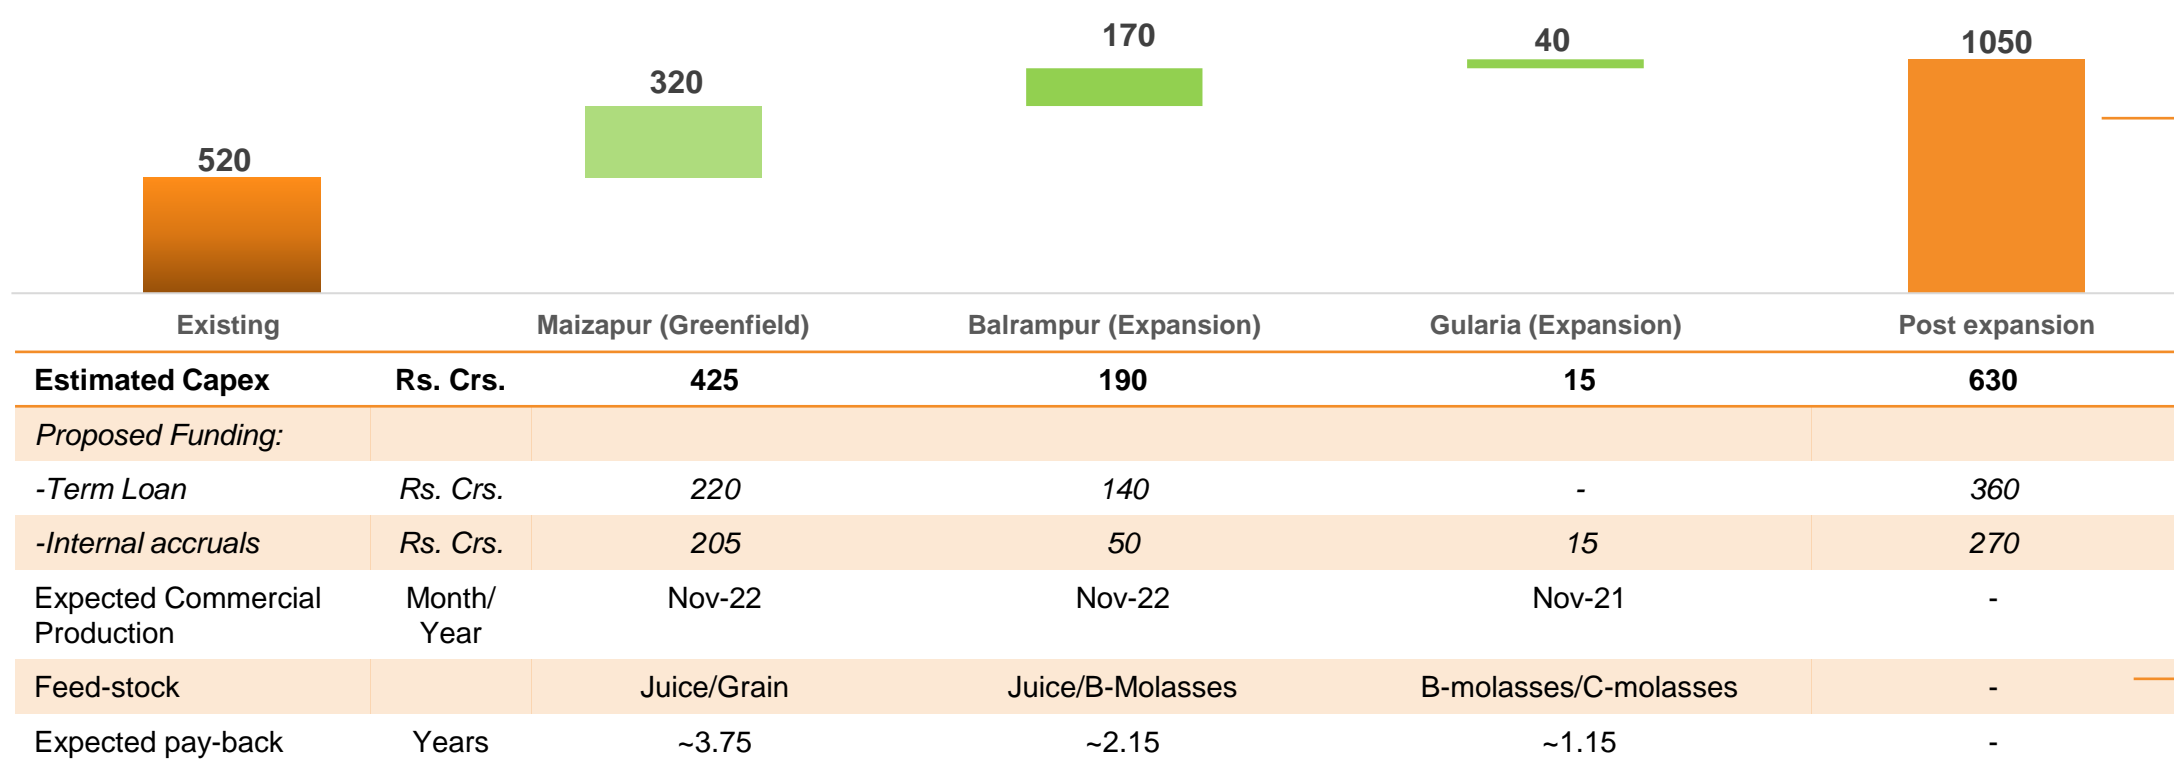 520 320 170 40 1050
Existing Maizapur (Greenfield) Balrampur (Expansion) Gularia (Expansion) Post expansion
Estimated Capex Rs. Crs. 425 190 15 630
Proposed Funding:
-Term Loan Rs. Crs. 220 140 - 360
-Internal accruals Rs. Crs. 205 50 15 270
Expected Commercial Month/ Nov-22 Nov-22 Nov-21 -
Production Year
Feed-stock Juice/Grain Juice/B-Molasses B-molasses/C-molasses -
Expected pay-back Years ~3.75 ~2.15 ~1.15 -